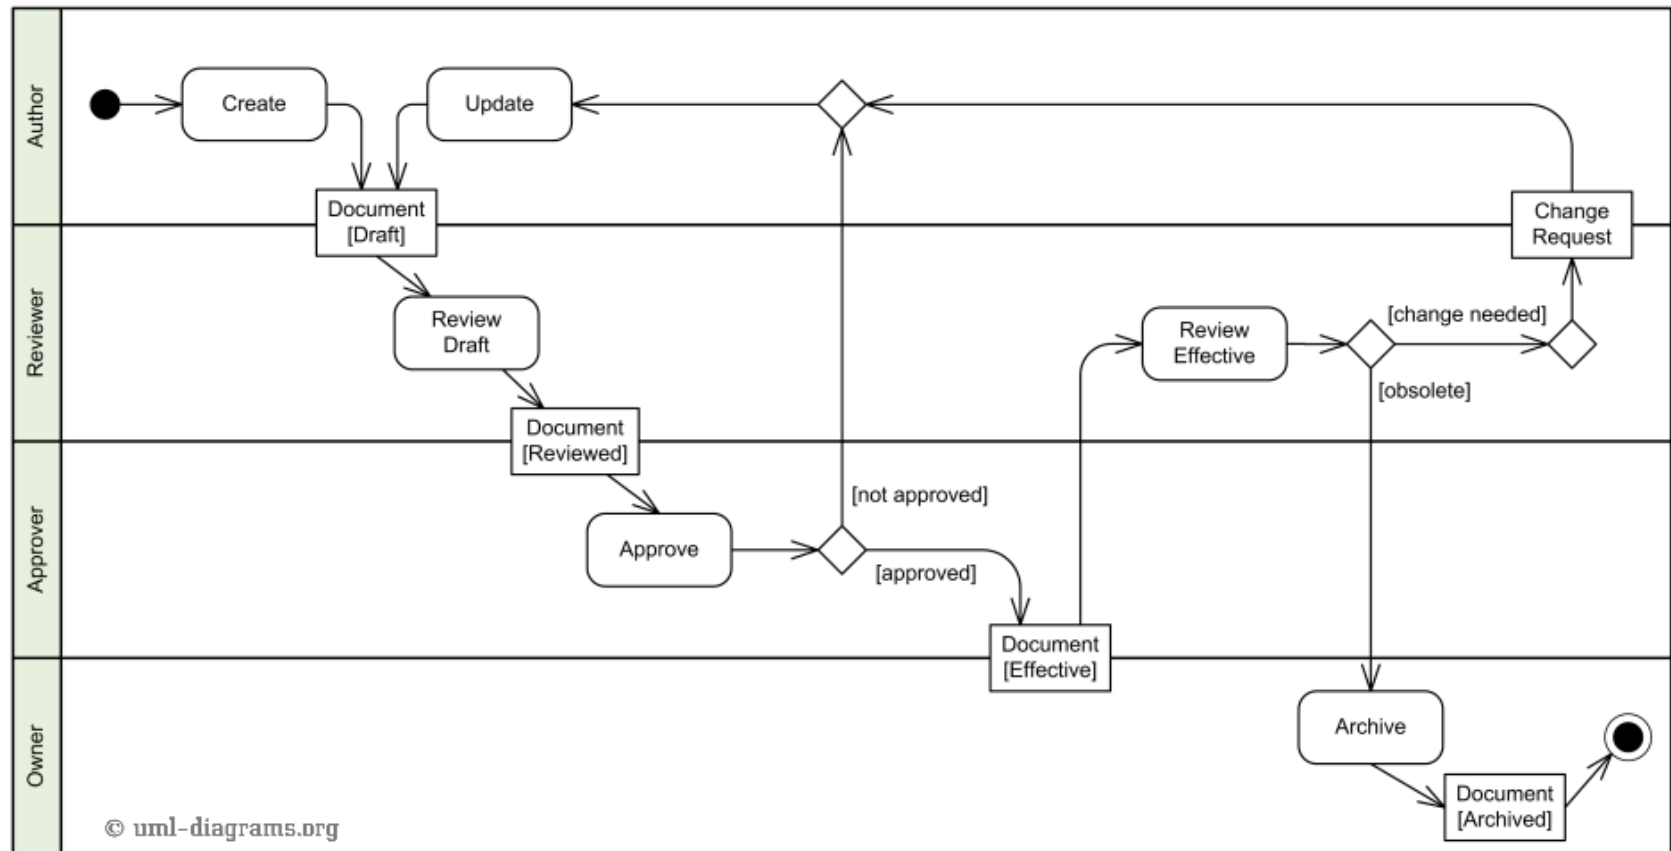 Author
Create
Update
Document
[Draft]
Change
Request
Reviewer
Review
Draft
Review
Effective
[change needed]
[obsolete]
Document
[Reviewed]
Approver
Approve
[not approved]
[approved]
Document
[Effective]
Owner
Archive
Document
[Archived]
© uml-diagrams.org